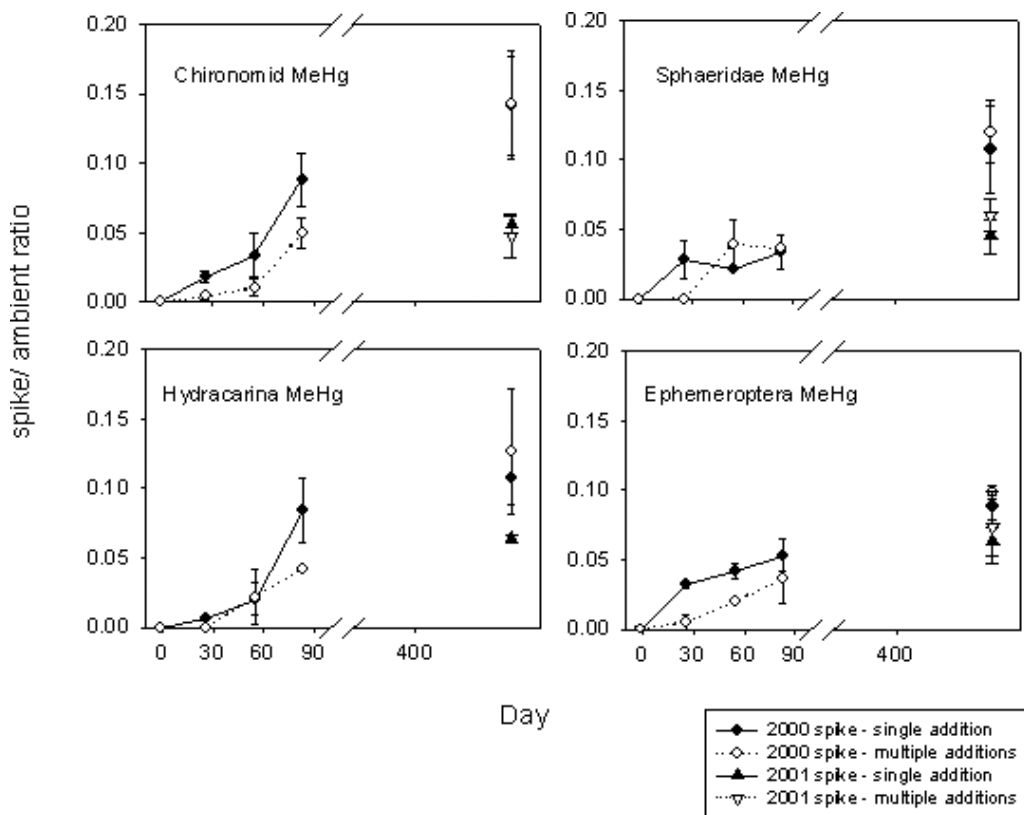 0.20
0.15
0.10
0.05
0.00
Chironomid MeHg
0.20
0.15
0.10
0.05
0.00
Sphaeridae MeHg
spike/ ambient ratio
0.20
0.15
0.10
0.05
0.00
Hydracarina MeHg
0 30 60 90 400
0.20
0.15
0.10
0.05
0.00
Ephemeroptera MeHg
0 30 60 90 400
Day
2000 spike - single addition
2000 spike - multiple additions
2001 spike - single addition
2001 spike - multiple additions